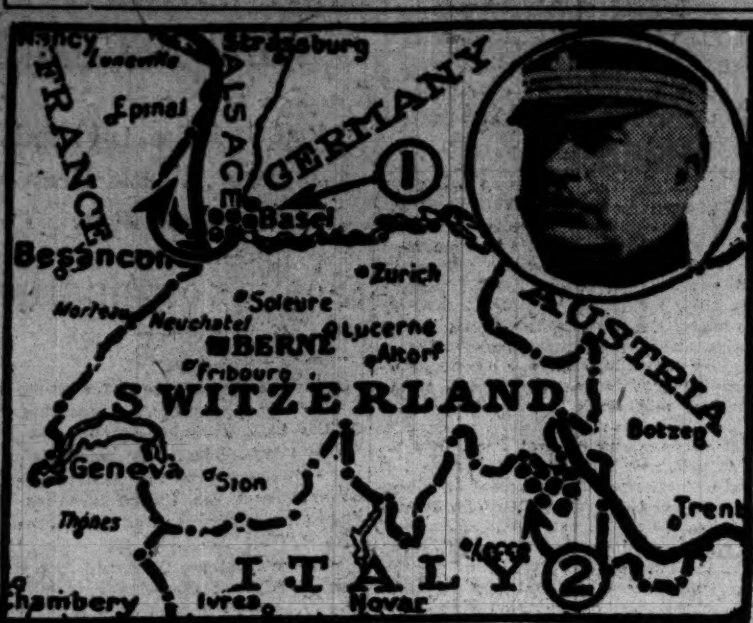 Nancy
Strassburg
Luneville
FRANCE
ALSACE
GERMANY
Epinal
1
Basel
Besancon
Zurich
AUSTRIA
Morteau
Neuchatel
Soleure
Lucerne
BERNE
Altorf
Fribourg
SWITZERLAND
Botzen
Geneva
Sion
Trent
Thônes
Lecco
ITALY
2
Chambery
Ivrea
Novar